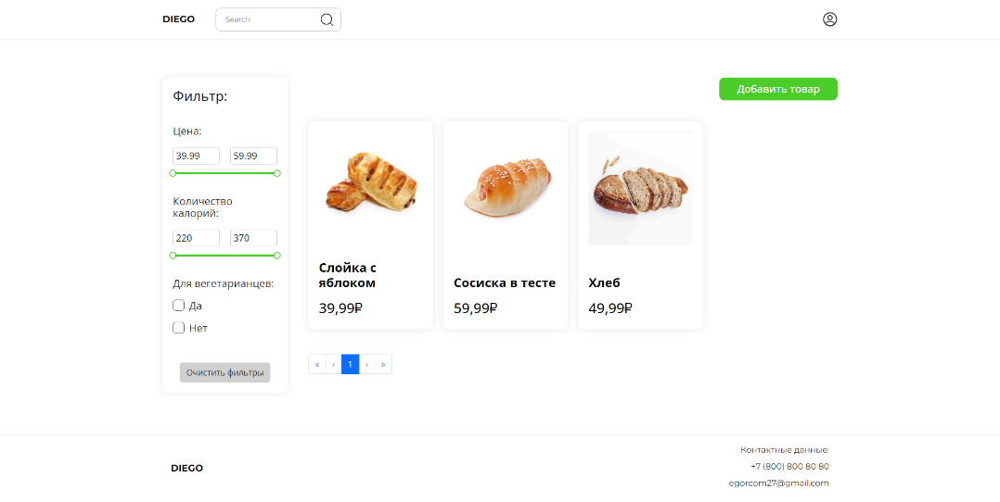 DIEGO
Search
Фильтр:
Цена:
39.99 59.99
Количество
калорий:
220 370
Для вегетарианцев:
Да
Нет
Очистить фильтры
Добавить товар
Слойка с
яблоком
39,99₽
Сосиска в тесте
59,99₽
Хлеб
49,99₽
« ‹ 1 › »
DIEGO
Контактные данные:
+7 (800) 800 80 80
egorcom27@gmail.com